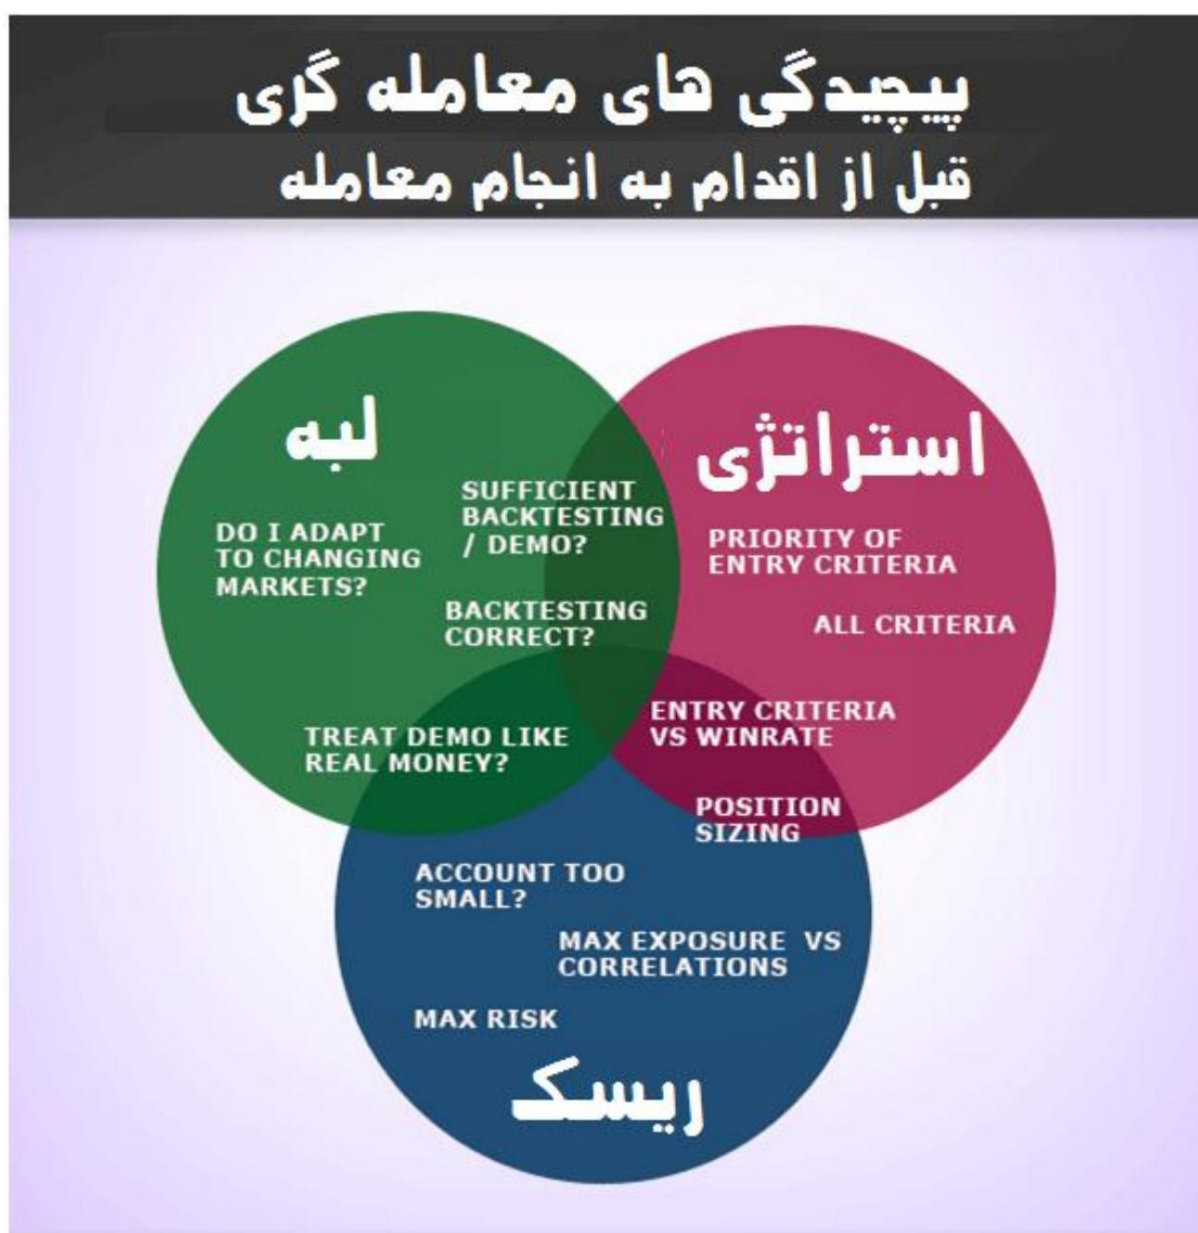 پیچیدگی های معامله گری
قبل از اقدام به انجام معامله
لبه
استراتژی
SUFFICIENT
BACKTESTING
/ DEMO?
DO I ADAPT
TO CHANGING
MARKETS?
PRIORITY OF
ENTRY CRITERIA
BACKTESTING
CORRECT?
ALL CRITERIA
TREAT DEMO LIKE
REAL MONEY?
ENTRY CRITERIA
VS WINRATE
POSITION
SIZING
ACCOUNT TOO
SMALL?
MAX EXPOSURE VS
CORRELATIONS
MAX RISK
ریسک